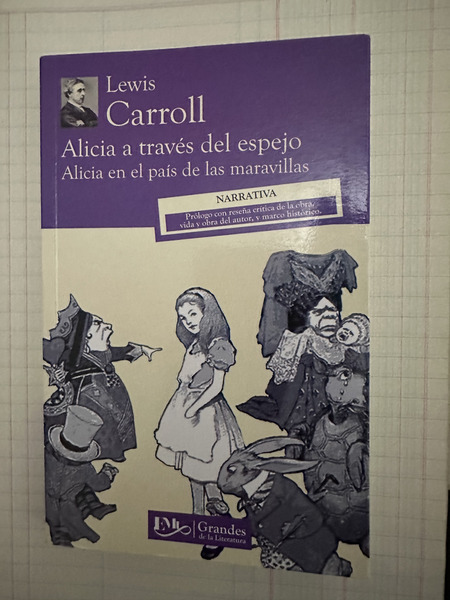 Lewis
Carroll
Alicia a través del espejo
Alicia en el país de las maravillas
NARRATIVA
Prólogo con reseña crítica de la obra,
vida y obra del autor, y marco histórico.
EMU
Grandes
de la Literatura